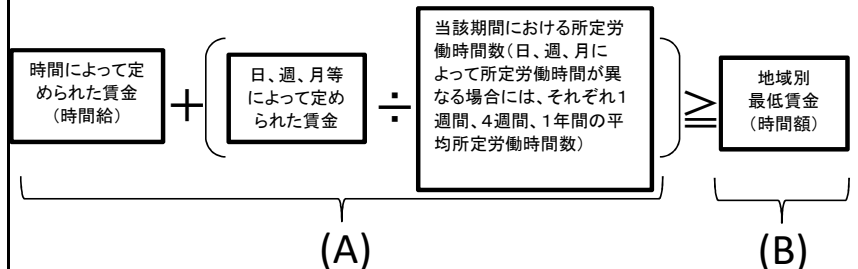 時間によって定
められた賃金
（時間給）
＋
日、週、月等
によって定め
られた賃金
÷
当該期間における所定労
働時間数（日、週、月に
よって所定労働時間が異
なる場合には、それぞれ１
週間、４週間、１年間の平
均所定労働時間数）
≧
地域別
最低賃金
（時間額）
(A)
(B)